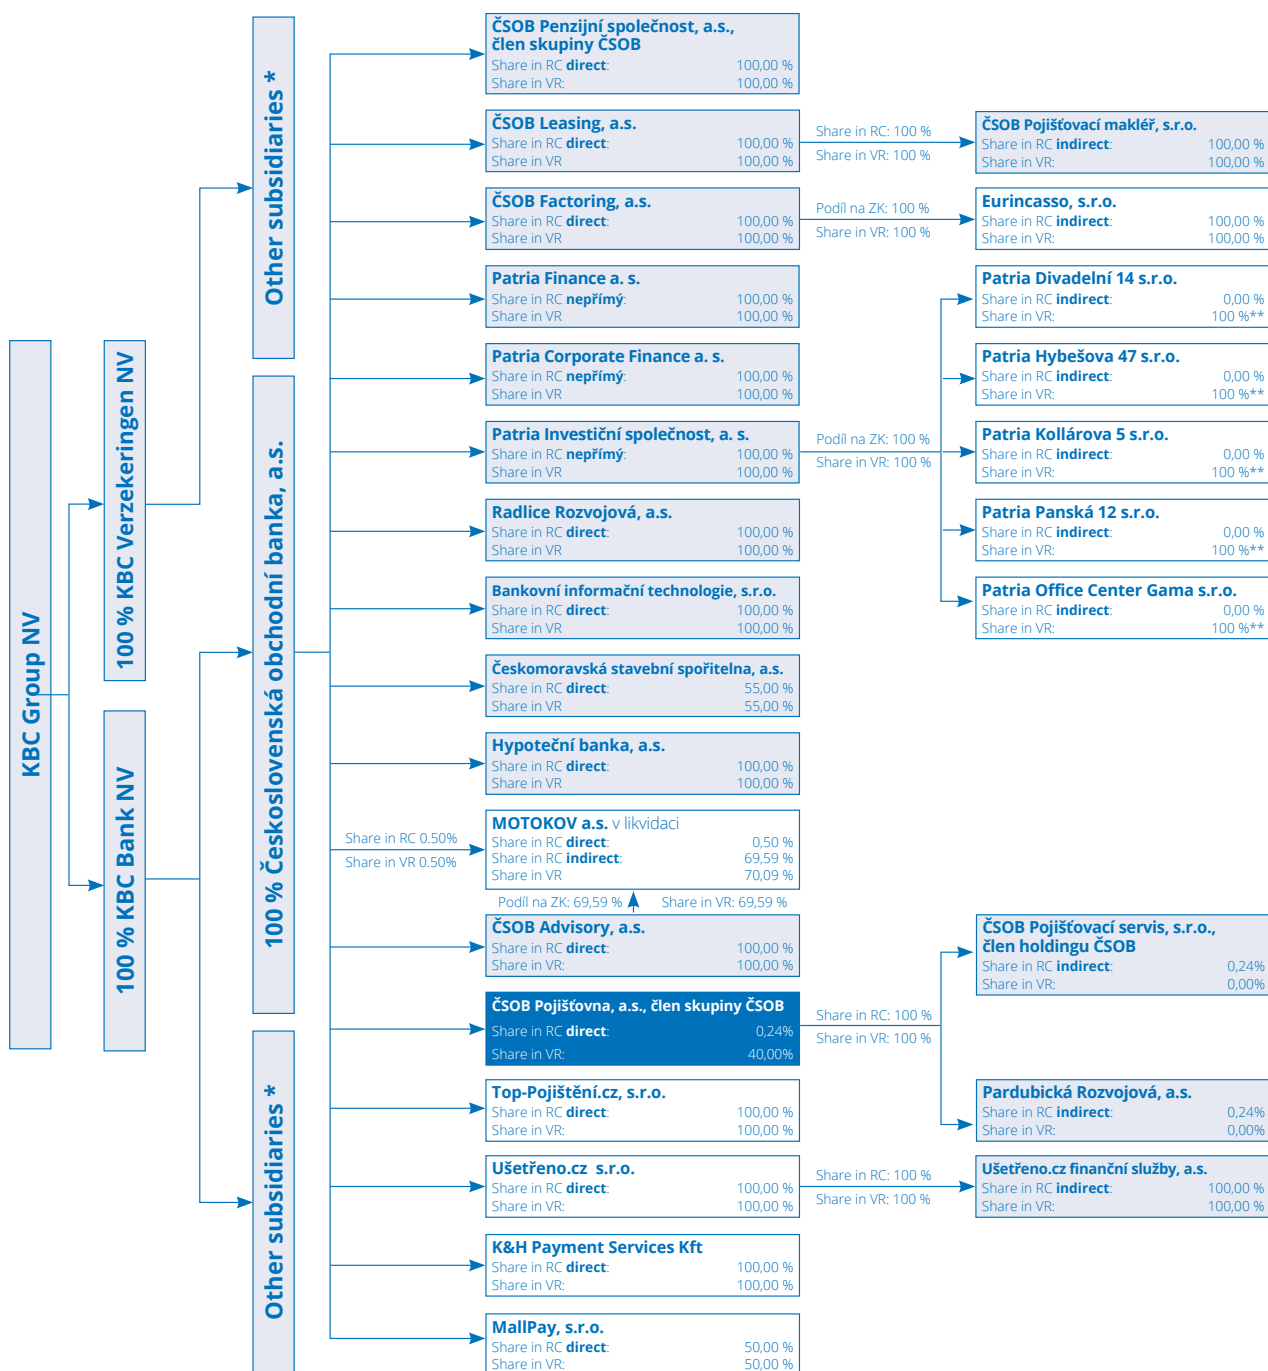 KBC Group NV
100 % KBC Verzekeringen NV
100 % KBC Bank NV
Other subsidiaries *
100 % Československá obchodní banka, a.s.
Other subsidiaries *
ČSOB Penzijní společnost, a.s.,
člen skupiny ČSOB
Share in RC direct: 100,00 %
Share in VR: 100,00 %
ČSOB Leasing, a.s.
Share in RC direct: 100,00 %
Share in VR 100,00 %
Share in RC: 100 %
Share in VR: 100 %
ČSOB Pojišťovací makléř, s.r.o.
Share in RC indirect: 100,00 %
Share in VR: 100,00 %
ČSOB Factoring, a.s.
Share in RC direct: 100,00 %
Share in VR 100,00 %
Podíl na ZK: 100 %
Share in VR: 100 %
Eurincasso, s.r.o.
Share in RC indirect: 100,00 %
Share in VR: 100,00 %
Patria Finance a. s.
Share in RC nepřímý: 100,00 %
Share in VR 100,00 %
Patria Corporate Finance a. s.
Share in RC nepřímý: 100,00 %
Share in VR 100,00 %
Patria Investiční společnost, a. s.
Share in RC nepřímý: 100,00 %
Share in VR 100,00 %
Podíl na ZK: 100 %
Share in VR: 100 %
Patria Divadelní 14 s.r.o.
Share in RC indirect: 0,00 %
Share in VR: 100 %**
Patria Hybešova 47 s.r.o.
Share in RC indirect: 0,00 %
Share in VR: 100 %**
Patria Kollárova 5 s.r.o.
Share in RC indirect: 0,00 %
Share in VR: 100 %**
Patria Panská 12 s.r.o.
Share in RC indirect: 0,00 %
Share in VR: 100 %**
Patria Office Center Gama s.r.o.
Share in RC indirect: 0,00 %
Share in VR: 100 %**
Radlice Rozvojová, a.s.
Share in RC direct: 100,00 %
Share in VR 100,00 %
Bankovní informační technologie, s.r.o.
Share in RC direct: 100,00 %
Share in VR 100,00 %
Českomoravská stavební spořitelna, a.s.
Share in RC direct: 55,00 %
Share in VR 55,00 %
Hypoteční banka, a.s.
Share in RC direct: 100,00 %
Share in VR 100,00 %
Share in RC 0.50%
Share in VR 0.50%
MOTOKOV a.s. v likvidaci
Share in RC direct: 0,50 %
Share in RC indirect: 69,59 %
Share in VR 70,09 %
Podíl na ZK: 69,59 % Share in VR: 69,59 %
ČSOB Advisory, a.s.
Share in RC direct: 100,00 %
Share in VR: 100,00 %
ČSOB Pojišťovna, a.s., člen skupiny ČSOB
Share in RC direct: 0,24%
Share in VR: 40,00%
Share in RC: 100 %
Share in VR: 100 %
ČSOB Pojišťovací servis, s.r.o.,
člen holdingu ČSOB
Share in RC indirect: 0,24%
Share in VR: 0,00%
Pardubická Rozvojová, a.s.
Share in RC indirect: 0,24%
Share in VR: 0,00%
Top-Pojištění.cz, s.r.o.
Share in RC direct: 100,00 %
Share in VR: 100,00 %
Ušetřeno.cz s.r.o.
Share in RC direct: 100,00 %
Share in VR: 100,00 %
Share in RC: 100 %
Share in VR: 100 %
Ušetřeno.cz finanční služby, a.s.
Share in RC indirect: 100,00 %
Share in VR: 100,00 %
K&H Payment Services Kft
Share in RC direct: 100,00 %
Share in VR: 100,00 %
MallPay, s.r.o.
Share in RC direct: 50,00 %
Share in VR: 50,00 %